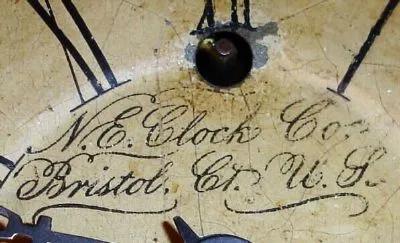 N. E. Clock Co.
Bristol, Ct. U. S.